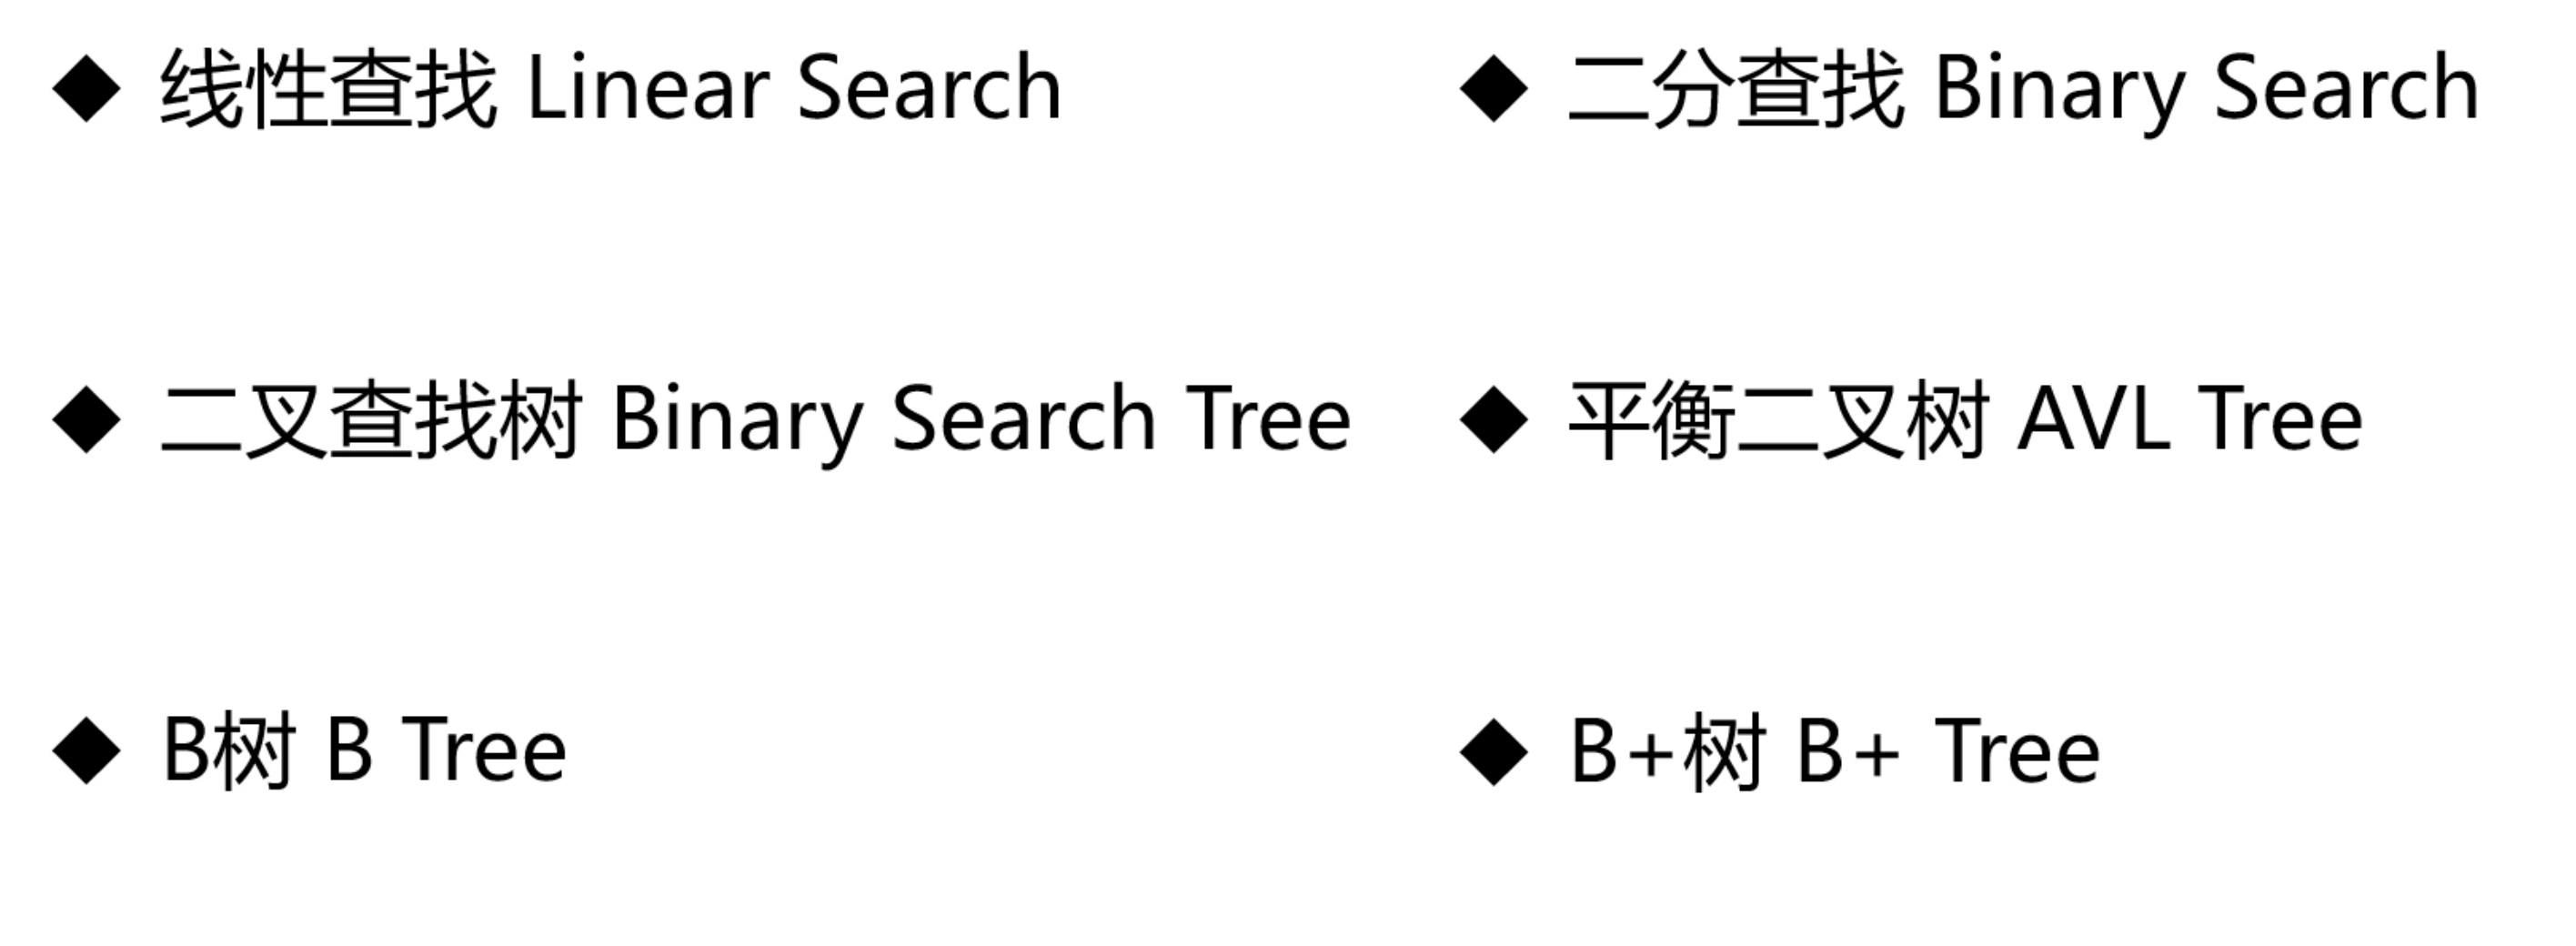 ◆ 线性查找 Linear Search
◆ 二分查找 Binary Search
◆ 二叉查找树 Binary Search Tree
◆ 平衡二叉树 AVL Tree
◆ B树 B Tree
◆ B+树 B+ Tree